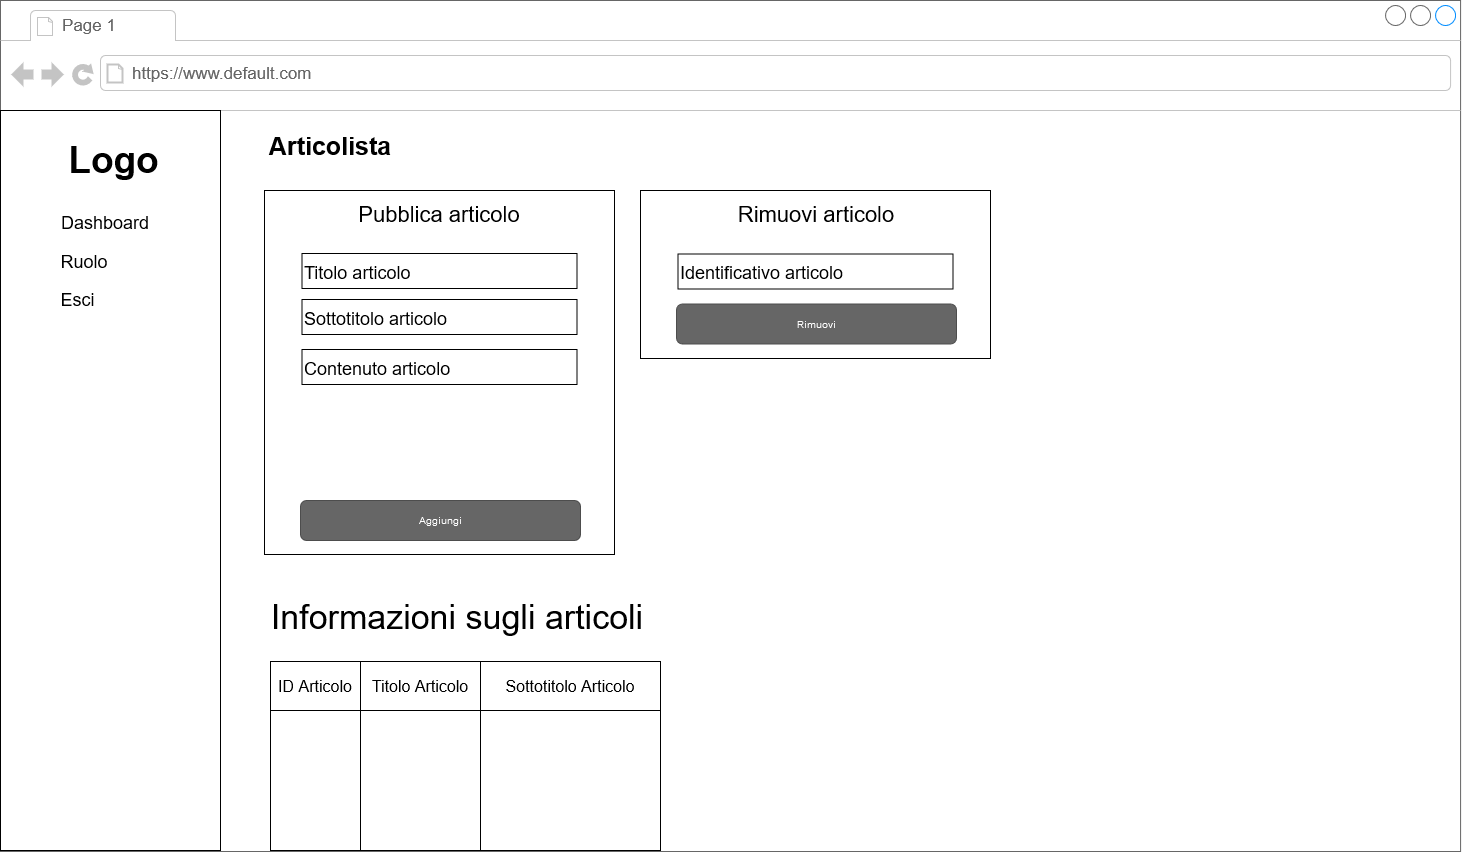 Page 1
https://www.default.com
Logo
Dashboard
Ruolo
Esci
Articolista
Pubblica articolo
Titolo articolo
Sottotitolo articolo
Contenuto articolo
Aggiungi
Rimuovi articolo
Identificativo articolo
Rimuovi
Informazioni sugli articoli
ID Articolo Titolo Articolo Sottotitolo Articolo